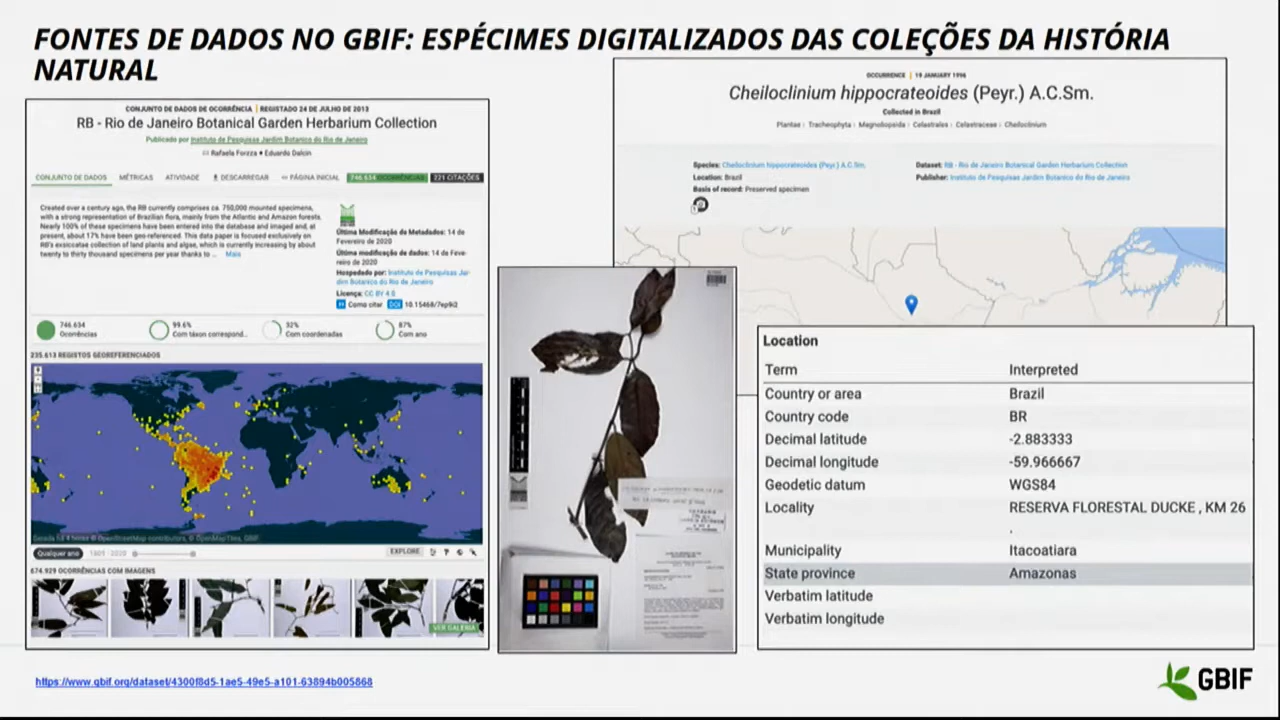 FONTES DE DADOS NO GBIF: ESPÉCIMES DIGITALIZADOS DAS COLEÇÕES DA HISTÓRIA
NATURAL
CONJUNTO DE DADOS DE OCORRÊNCIA | REGISTADO 24 DE JULHO DE 2013
RB - Rio de Janeiro Botanical Garden Herbarium Collection
Publicado por Instituto de Pesquisas Jardim Botanico do Rio de Janeiro
Rafaela Forzza • Eduardo Dalcin
CONJUNTO DE DADOS MÉTRICAS ATIVIDADE DESCARREGAR PÁGINA INICIAL 746.634 OCORRÊNCIAS 221 CITAÇÕES
Created over a century ago, the RB currently comprises ca. 750,000 mounted specimens,
with a strong representation of Brazilian flora, mainly from the Atlantic and Amazon forests.
Nearly 100% of these specimens have been entered into the database and imaged and, at
present, about 17% have been geo-referenced. This data paper is focused exclusively on
RB's exsiccatae collection of land plants and algae, which is currently increasing by about
twenty to thirty thousand specimens per year thanks to ... Mais
Última Modificação de Metadados: 14 de
Fevereiro de 2020
Última modificação de dados: 14 de Feve-
reiro de 2020
Hospedado por: Instituto de Pesquisas Jar-
dim Botanico do Rio de Janeiro
Licença: CC BY 4.0
Como citar DOI 10.15468/7ep9i2
746.634
Ocorrências
99.6%
Com táxon correspond...
32%
Com coordenadas
87%
Com ano
235.613 REGISTOS GEOREFERENCIADOS
Gerado há 4 horas © OpenStreetMap contributors, © OpenMapTiles, GBIF.
Qualquer ano 1801 - 2020 EXPLORE
674.929 OCORRÊNCIAS COM IMAGENS
VER GALERIA
OCCURRENCE | 19 JANUARY 1996
Cheiloclinium hippocrateoides (Peyr.) A.C.Sm.
Collected in Brazil
Plantae › Tracheophyta › Magnoliopsida › Celastrales › Celastraceae › Cheiloclinium
Species: Cheiloclinium hippocrateoides (Peyr.) A.C.Sm.
Location: Brazil
Basis of record: Preserved specimen
Dataset: RB - Rio de Janeiro Botanical Garden Herbarium Collection
Publisher: Instituto de Pesquisas Jardim Botanico do Rio de Janeiro
Location
Term Interpreted
Country or area Brazil
Country code BR
Decimal latitude -2.883333
Decimal longitude -59.966667
Geodetic datum WGS84
Locality RESERVA FLORESTAL DUCKE , KM 26
.
Municipality Itacoatiara
State province Amazonas
Verbatim latitude
Verbatim longitude
https://www.gbif.org/dataset/4300f8d5-1ae5-49e5-a101-63894b005868
GBIF